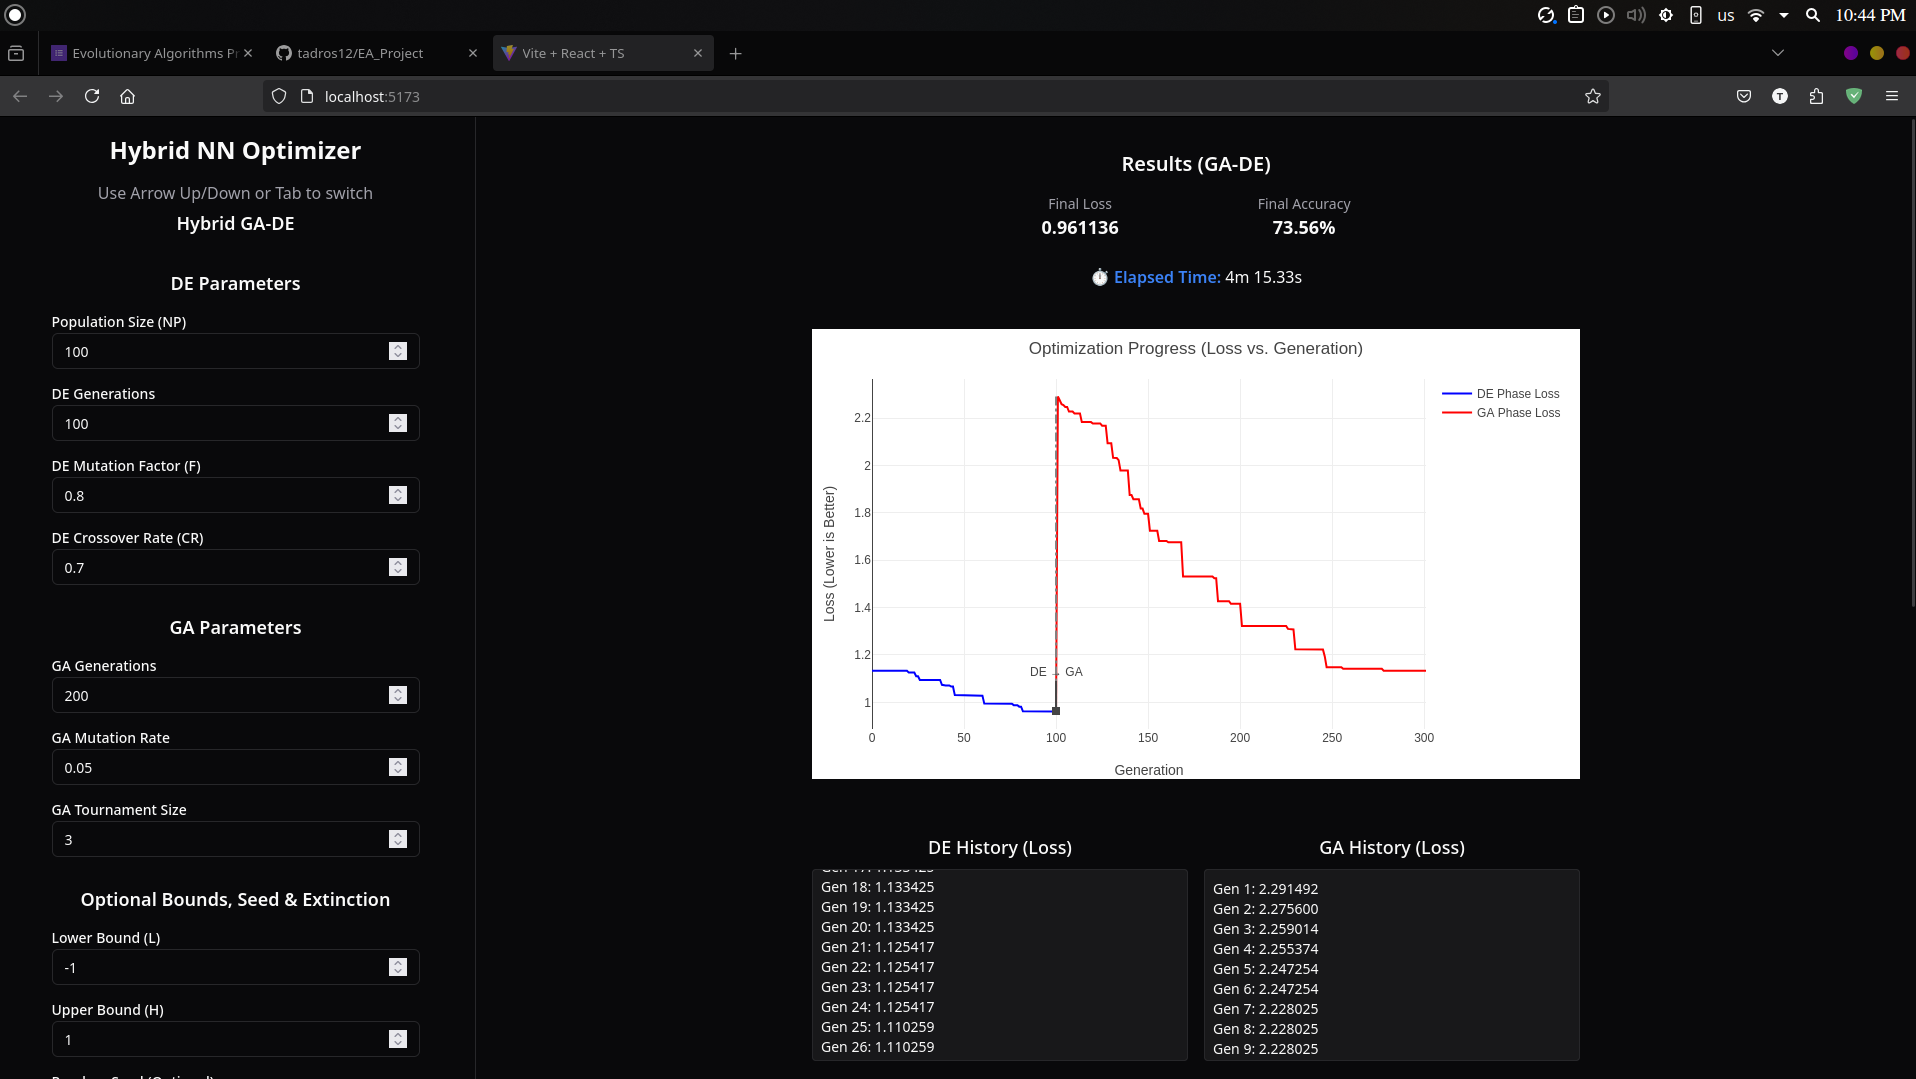 us
10:44 PM
Evolutionary Algorithms Pr
tadros12/EA_Project
Vite + React + TS
localhost:5173
T
Hybrid NN Optimizer
Use Arrow Up/Down or Tab to switch
Hybrid GA-DE
DE Parameters
Population Size (NP)
100
DE Generations
100
DE Mutation Factor (F)
0.8
DE Crossover Rate (CR)
0.7
GA Parameters
GA Generations
200
GA Mutation Rate
0.05
GA Tournament Size
3
Optional Bounds, Seed & Extinction
Lower Bound (L)
-1
Upper Bound (H)
1
Results (GA-DE)
Final Loss
0.961136
Final Accuracy
73.56%
Elapsed Time: 4m 15.33s
Optimization Progress (Loss vs. Generation)
DE Phase Loss
GA Phase Loss
Loss (Lower is Better)
2.2
2
1.8
1.6
1.4
1.2
1
DE → GA
0 50 100 150 200 250 300
Generation
DE History (Loss)
Gen 17: 1.133425
Gen 18: 1.133425
Gen 19: 1.133425
Gen 20: 1.133425
Gen 21: 1.125417
Gen 22: 1.125417
Gen 23: 1.125417
Gen 24: 1.125417
Gen 25: 1.110259
Gen 26: 1.110259
GA History (Loss)
Gen 1: 2.291492
Gen 2: 2.275600
Gen 3: 2.259014
Gen 4: 2.255374
Gen 5: 2.247254
Gen 6: 2.247254
Gen 7: 2.228025
Gen 8: 2.228025
Gen 9: 2.228025